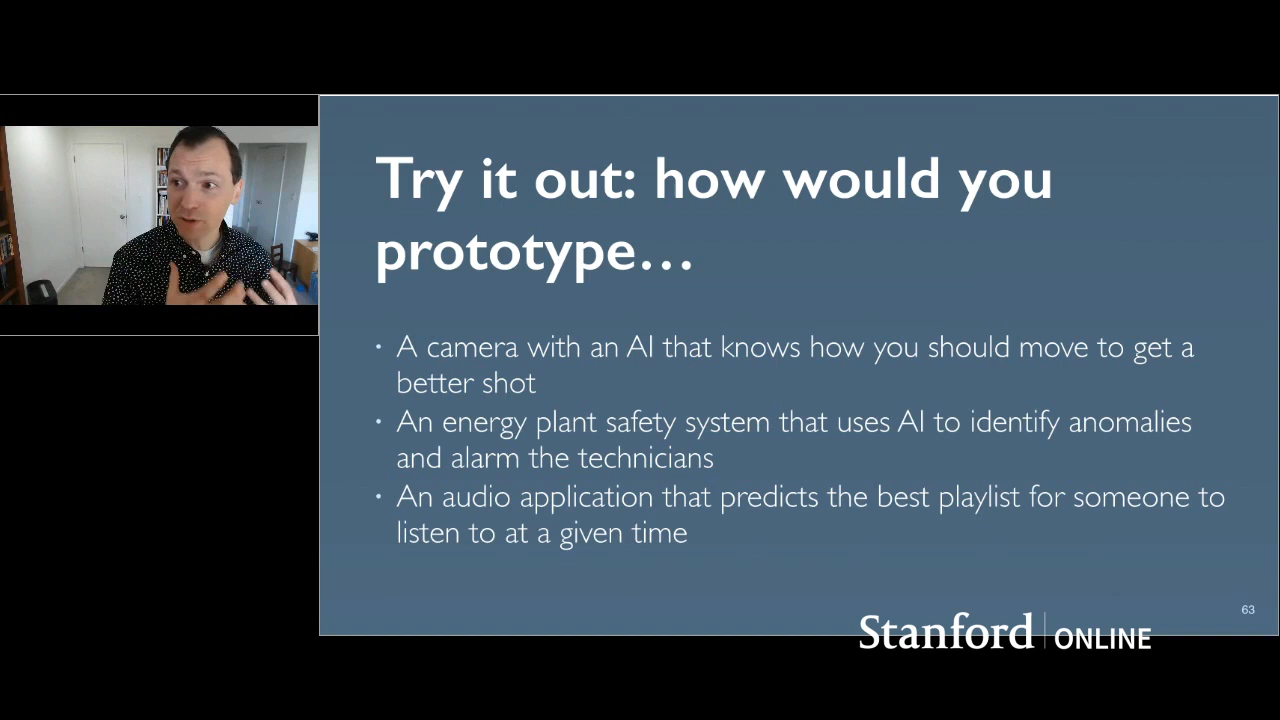 Try it out: how would you
prototype…
• A camera with an AI that knows how you should move to get a
better shot
• An energy plant safety system that uses AI to identify anomalies
and alarm the technicians
• An audio application that predicts the best playlist for someone to
listen to at a given time
63
Stanford | ONLINE